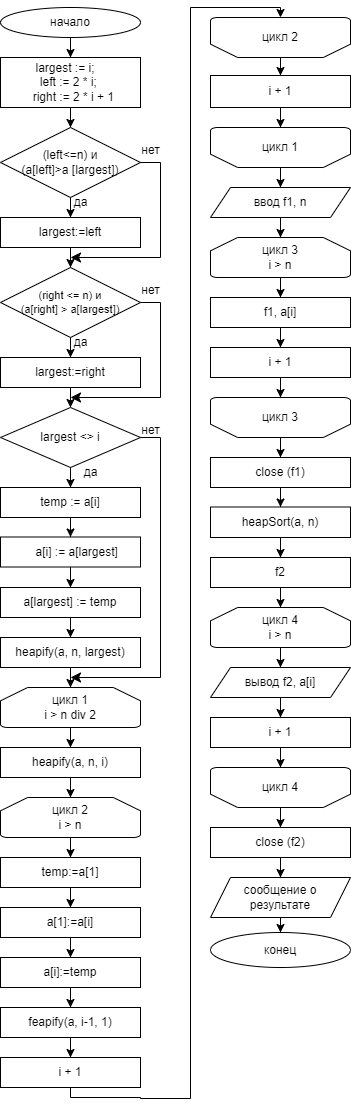 начало
largest := i;
left := 2 * i;
right := 2 * i + 1
(left<=n) и
(a[left]>a [largest])
нет
да
largest:=left
(right <= n) и
(a[right] > a[largest])
нет
да
largest:=right
largest <> i
нет
да
temp := a[i]
a[i] := a[largest]
a[largest] := temp
heapify(a, n, largest)
цикл 1
i > n div 2
heapify(a, n, i)
цикл 2
i > n
temp:=a[1]
a[1]:=a[i]
a[i]:=temp
feapify(a, i-1, 1)
i + 1
цикл 2
i + 1
цикл 1
ввод f1, n
цикл 3
i > n
f1, a[i]
i + 1
цикл 3
close (f1)
heapSort(a, n)
f2
цикл 4
i > n
вывод f2, a[i]
i + 1
цикл 4
close (f2)
сообщение о
результате
конец